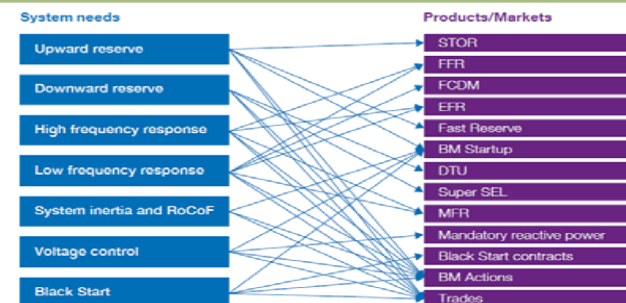 System needs
Products/Markets
Upward reserve
Downward reserve
High frequency response
Low frequency response
System inertia and RoCoF
Voltage control
Black Start
STOR
FFR
FCDM
EFR
Fast Reserve
BM Startup
DTU
Super SEL
MFR
Mandatory reactive power
Black Start contracts
BM Actions
Trades